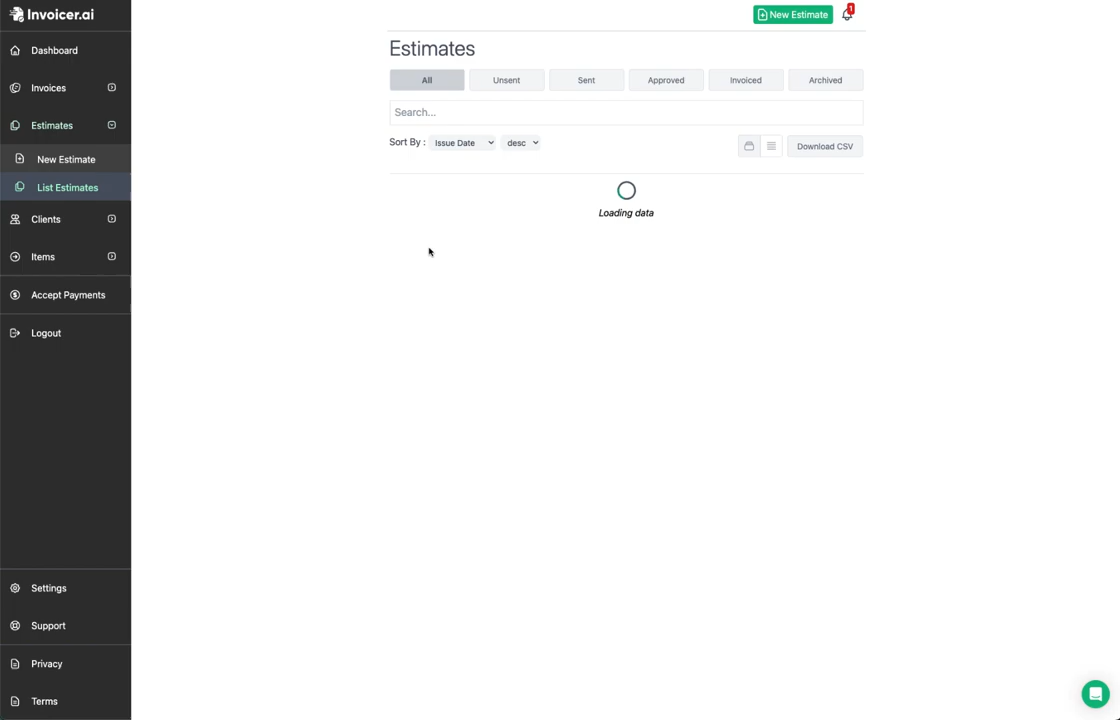 Invoicer.ai
Dashboard
Invoices
Estimates
New Estimate
List Estimates
Clients
Items
Accept Payments
Logout
Settings
Support
Privacy
Terms
New Estimate
1
Estimates
All Unsent Sent Approved Invoiced Archived
Search...
Sort By : Issue Date desc Download CSV
Loading data